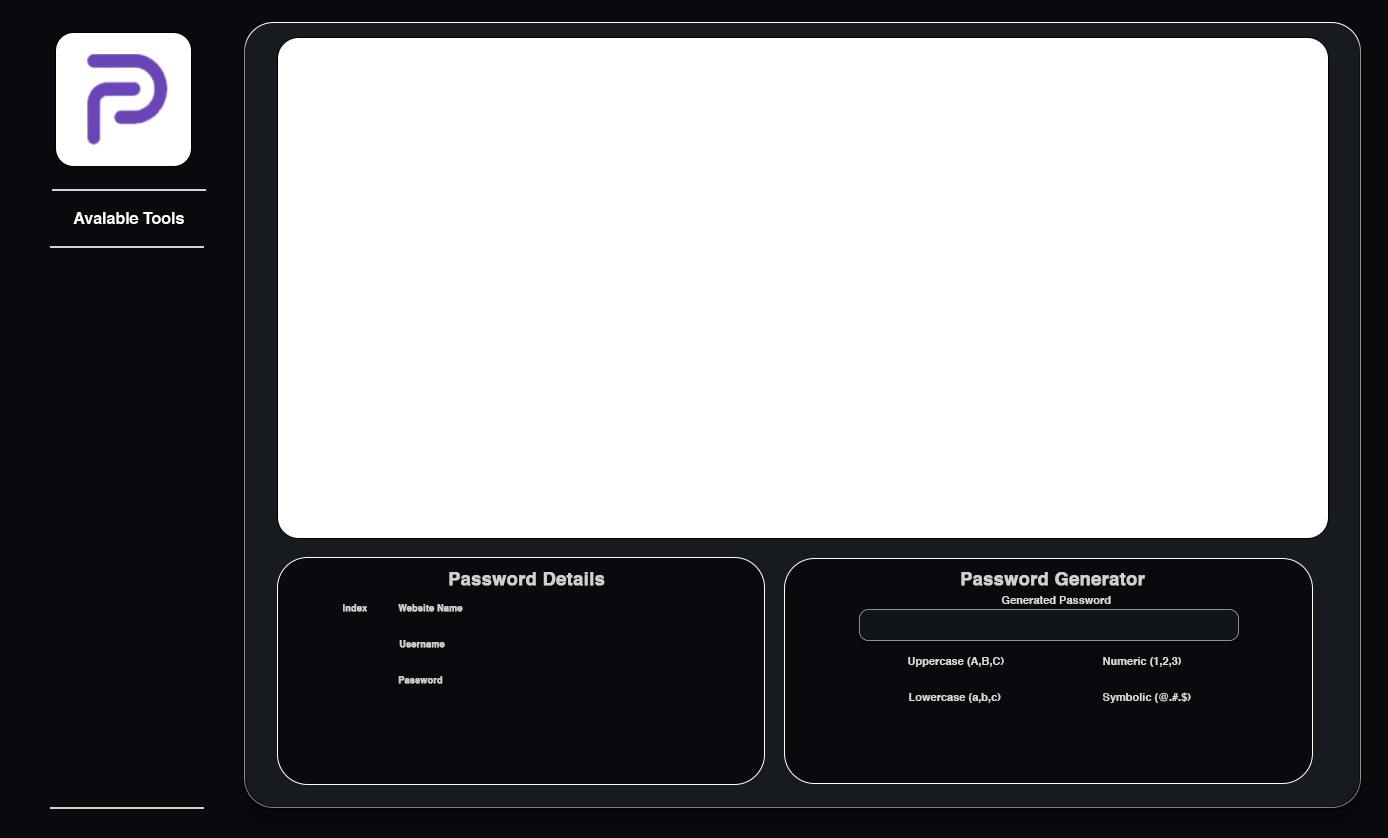 Avalable Tools
Password Details
Index
Website Name
Username
Password
Password Generator
Generated Password
Uppercase (A,B,C)
Numeric (1,2,3)
Lowercase (a,b,c)
Symbolic (@.#.$)